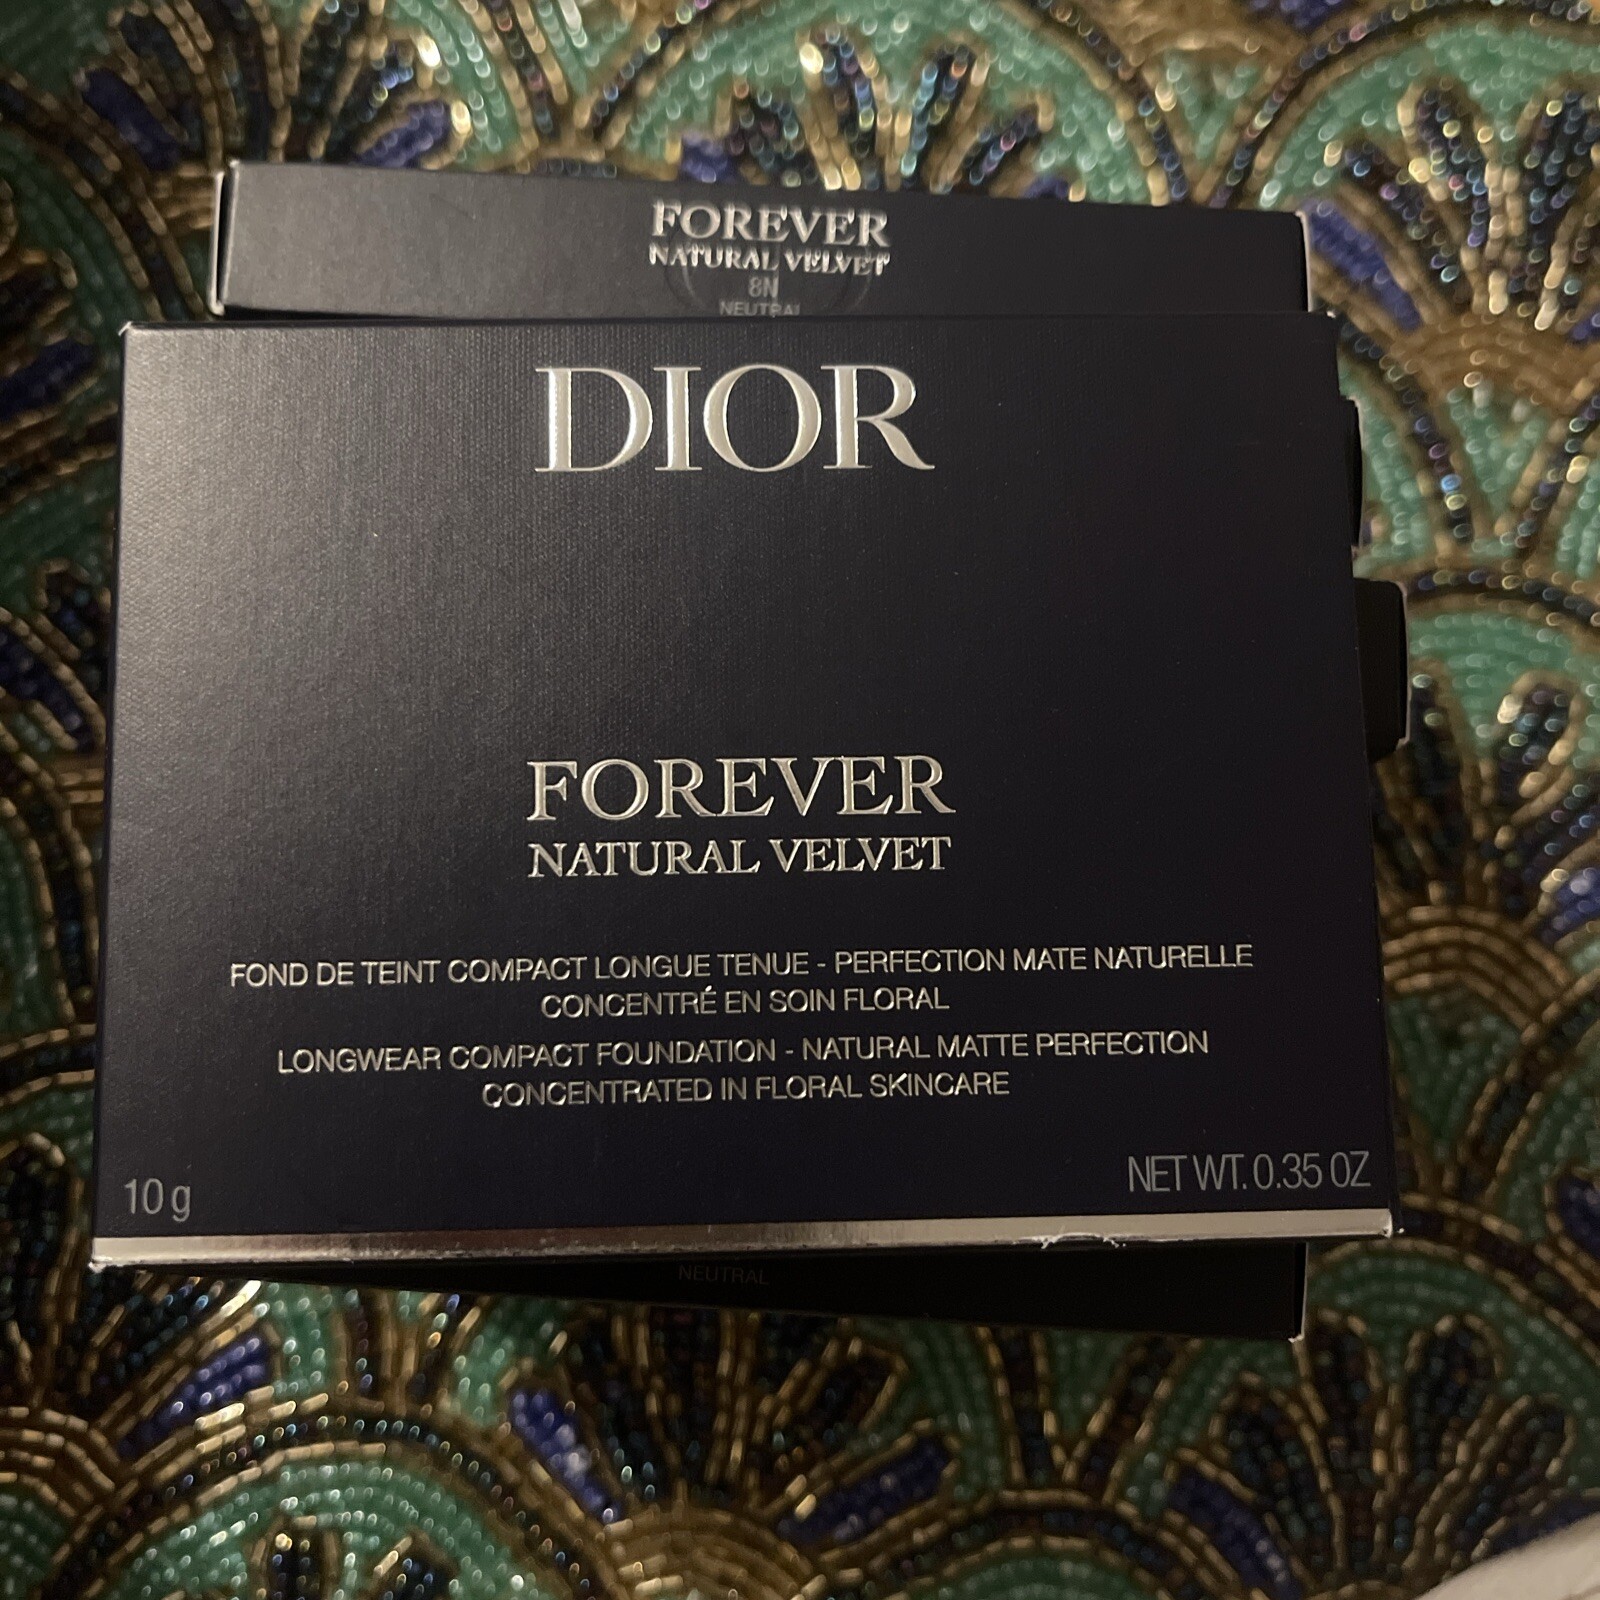 FOREVER
NATURAL VELVET
8N
NEUTRAL
DIOR
FOREVER
NATURAL VELVET
FOND DE TEINT COMPACT LONGUE TENUE - PERFECTION MATE NATURELLE
CONCENTRÉ EN SOIN FLORAL
LONGWEAR COMPACT FOUNDATION - NATURAL MATTE PERFECTION
CONCENTRATED IN FLORAL SKINCARE
10 g
NET WT. 0.35 OZ
NEUTRAL